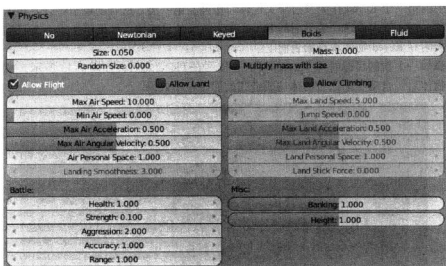 Physics
No Newtonian Keyed Boids Fluid
Size: 0.050 Mass: 1.000
Random Size: 0.000 Multiply mass with size
Allow Flight Allow Land Allow Climbing
Max Air Speed: 10.000 Max Land Speed: 5.000
Min Air Speed: 0.000 Jump Speed: 0.000
Max Air Acceleration: 0.500 Max Land Acceleration: 0.500
Max Air Angular Velocity: 0.500 Max Land Angular Velocity: 0.500
Air Personal Space: 1.000 Land Personal Space: 1.000
Landing Smoothness: 3.000 Land Stick Force: 0.000
Battle: Misc:
Health: 1.000 Banking: 1.000
Strength: 0.100 Height: 1.000
Aggression: 2.000
Accuracy: 1.000
Range: 1.000